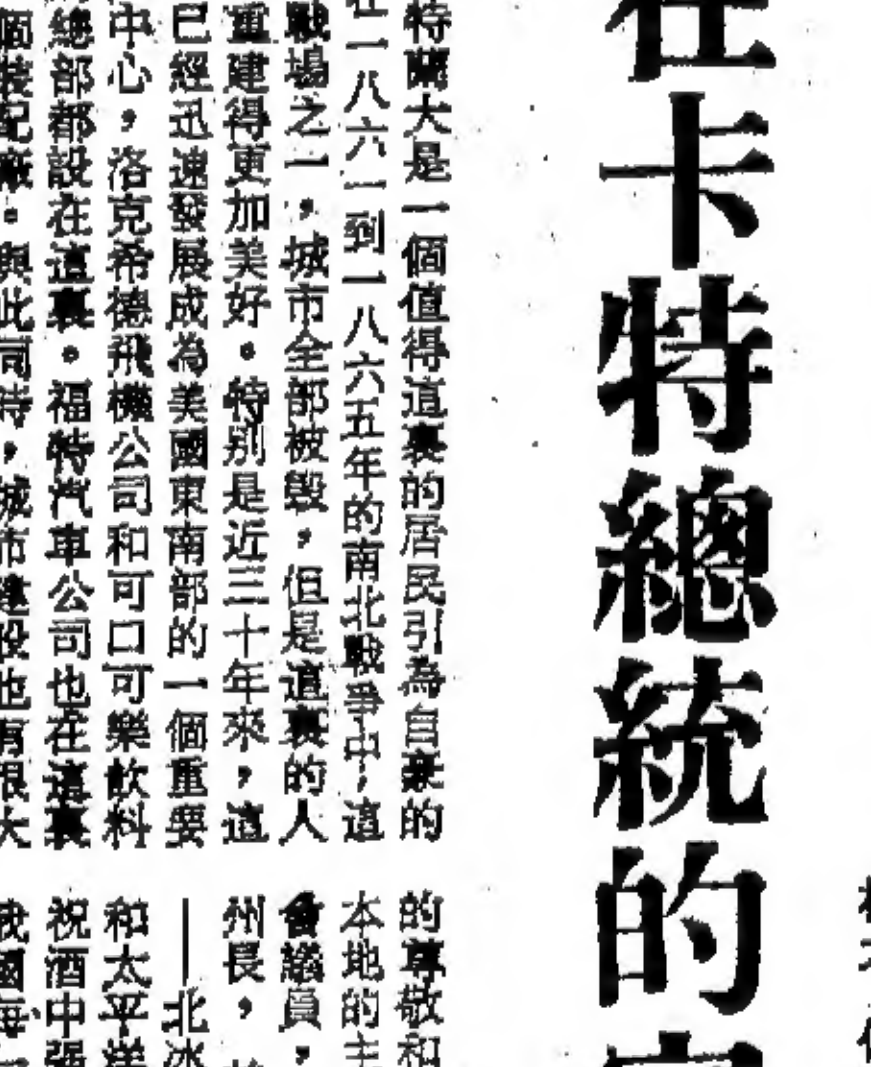 在卡特總統的
特蘭大是一個值得這裏的居民引為自豪的
在一八六一到一八六五年的南北戰爭中，這
戰場之一，城市全部被毀，但是這裏的人
重建得更加美好。特别是近三十年來，這
已經迅速發展成為美國東南部的一個重要
中心，洛克希德飛機公司和可口可樂飲料
總部都設在這裏。福特汽車公司也在這裏
個裝配廠。與此同時，城市建設也有很大
的尊敬和
本地的主
會議員，
州長，
——北冰
和太平洋
祝酒中强
我國每